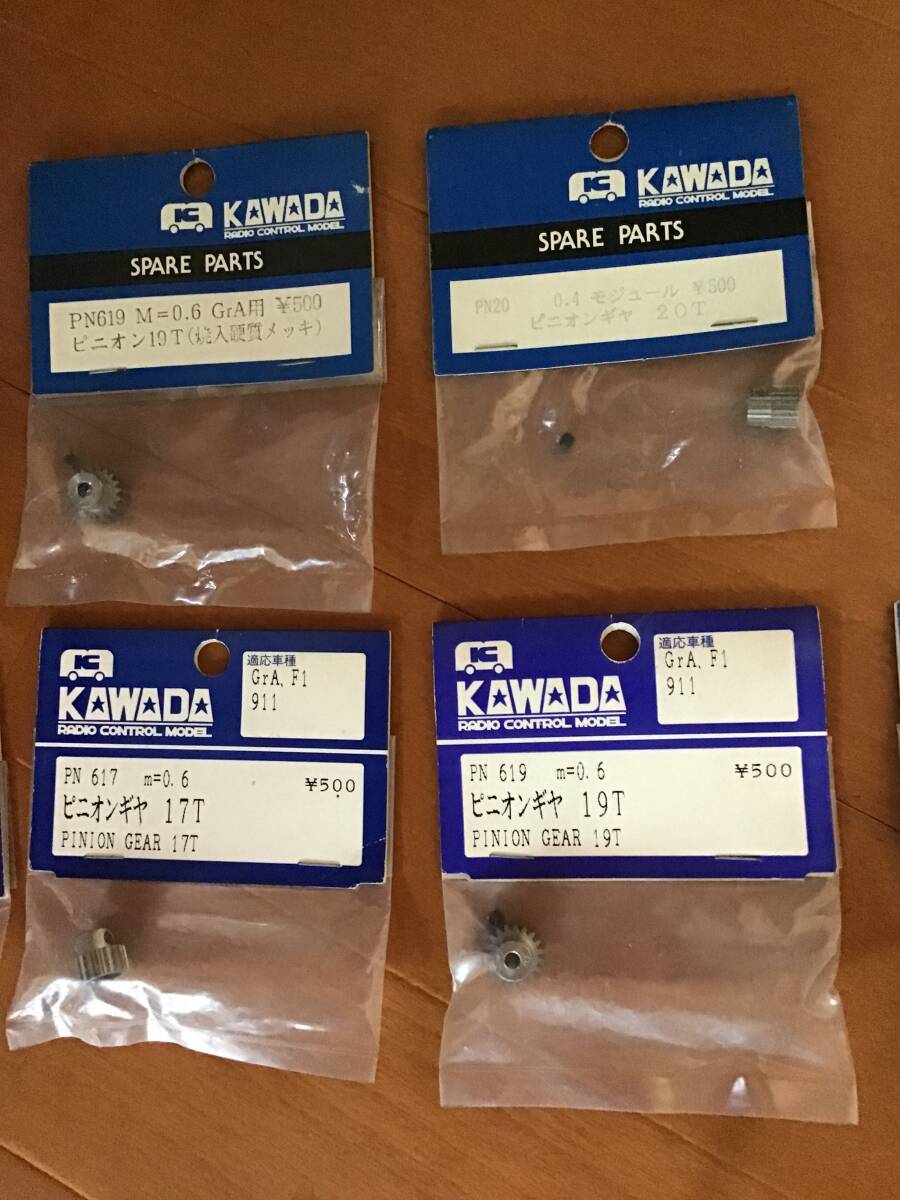 KAWADA
RADIO CONTROL MODEL
SPARE PARTS
PN619 M=0.6 GrA用 ¥500
ピニオン19T(焼入硬質メッキ)
KAWADA
RADIO CONTROL MODEL
SPARE PARTS
PN20 0.4 モジュール ¥500
ピニオンギヤ 20T
KAWADA
RADIO CONTROL MODEL
適応車種
GrA, F1
911
PN 617 m=0.6 ¥500
ピニオンギヤ 17T
PINION GEAR 17T
KAWADA
RADIO CONTROL MODEL
適応車種
GrA, F1
911
PN 619 m=0.6 ¥500
ピニオンギヤ 19T
PINION GEAR 19T